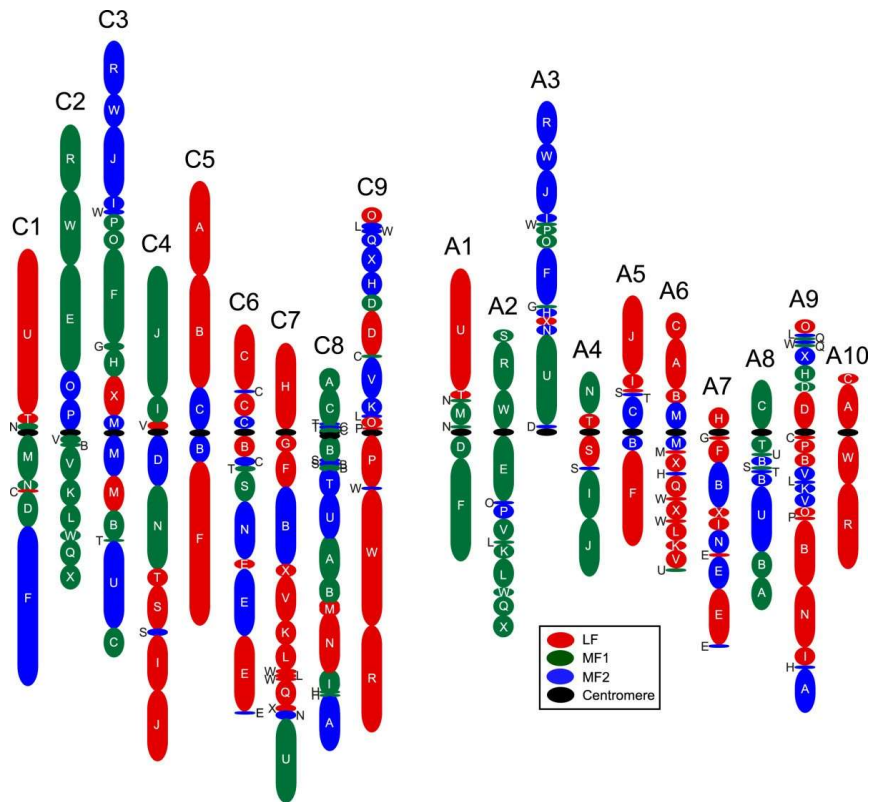 C1
U
T
N
M
N
C
D
F
C2
R
W
E
O
P
V
B
V
K
L
W
Q
X
C3
R
W
J
I
W
P
O
F
G
H
X
M
M
M
B
T
U
C
C4
J
I
V
D
N
T
S
S
I
J
C5
A
B
C
B
F
C6
C
C
C
C
B
C
T
S
N
E
E
E
E
C7
H
G
F
B
X
V
K
L
W
L
W
Q
X
N
U
C8
A
C
T
B
T
U
A
B
M
N
I
H
A
C9
O
L
W
Q
X
H
D
D
C
V
K
L
O
P
W
W
R
A1
U
T
N
M
N
D
F
A2
S
R
W
E
O
P
V
L
K
L
W
Q
X
A3
R
W
J
I
W
P
O
F
G
H
X
N
U
D
A4
N
T
S
S
I
J
A5
J
I
S
T
C
B
F
A6
C
A
B
M
M
M
X
H
Q
W
X
W
L
K
V
U
A7
H
G
F
B
X
I
N
E
E
E
E
A8
C
T
U
B
S
T
B
U
B
A
A9
O
L
Q
W
Q
X
H
D
D
C
P
B
V
L
K
V
O
P
B
N
I
H
A
A10
C
A
W
R
LF
MF1
MF2
Centromere